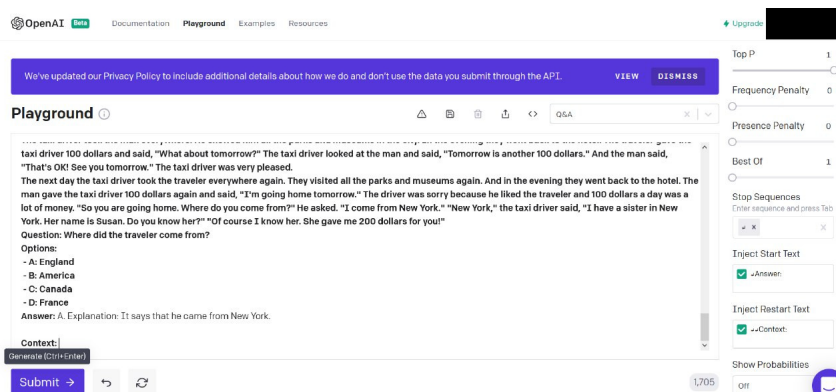 OpenAI Beta Documentation Playground Examples Resources Upgrade
We've updated our Privacy Policy to include additional details about how we do and don't use the data you submit through the API. VIEW DISMISS
Playground
Q&A
taxi driver 100 dollars and said, "What about tomorrow?" The taxi driver looked at the man and said, "Tomorrow is another 100 dollars." And the man said,
"That's OK! See you tomorrow." The taxi driver was very pleased.
The next day the taxi driver took the traveler everywhere again. They visited all the parks and museums again. And in the evening they went back to the hotel. The
man gave the taxi driver 100 dollars again and said, "I'm going home tomorrow." The driver was sorry because he liked the traveler and 100 dollars a day was a
lot of money. "So you are going home. Where do you come from?" He asked. "I come from New York." "New York," the taxi driver said, "I have a sister in New
York. Her name is Susan. Do you know her?" "Of course I know her. She gave me 200 dollars for you!"
Question: Where did the traveler come from?
Options:
- A: England
- B: America
- C: Canada
- D: France
Answer: A. Explanation: It says that he came from New York.
Context:
Generate (Ctrl+Enter)
Submit
1,705
Top P 1
Frequency Penalty 0
Presence Penalty 0
Best Of 1
Stop Sequences
Enter sequence and press Tab
↵ ×
Inject Start Text
↵Answer:
Inject Restart Text
↵↵Context:
Show Probabilities
Off